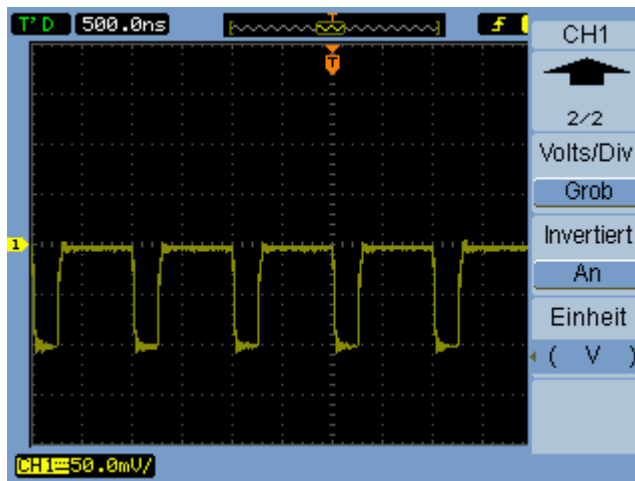 T'D 500.0ns
T
CH1
2/2
Volts/Div
Grob
Invertiert
An
1
Einheit
( V )
CH1 50.0mV/